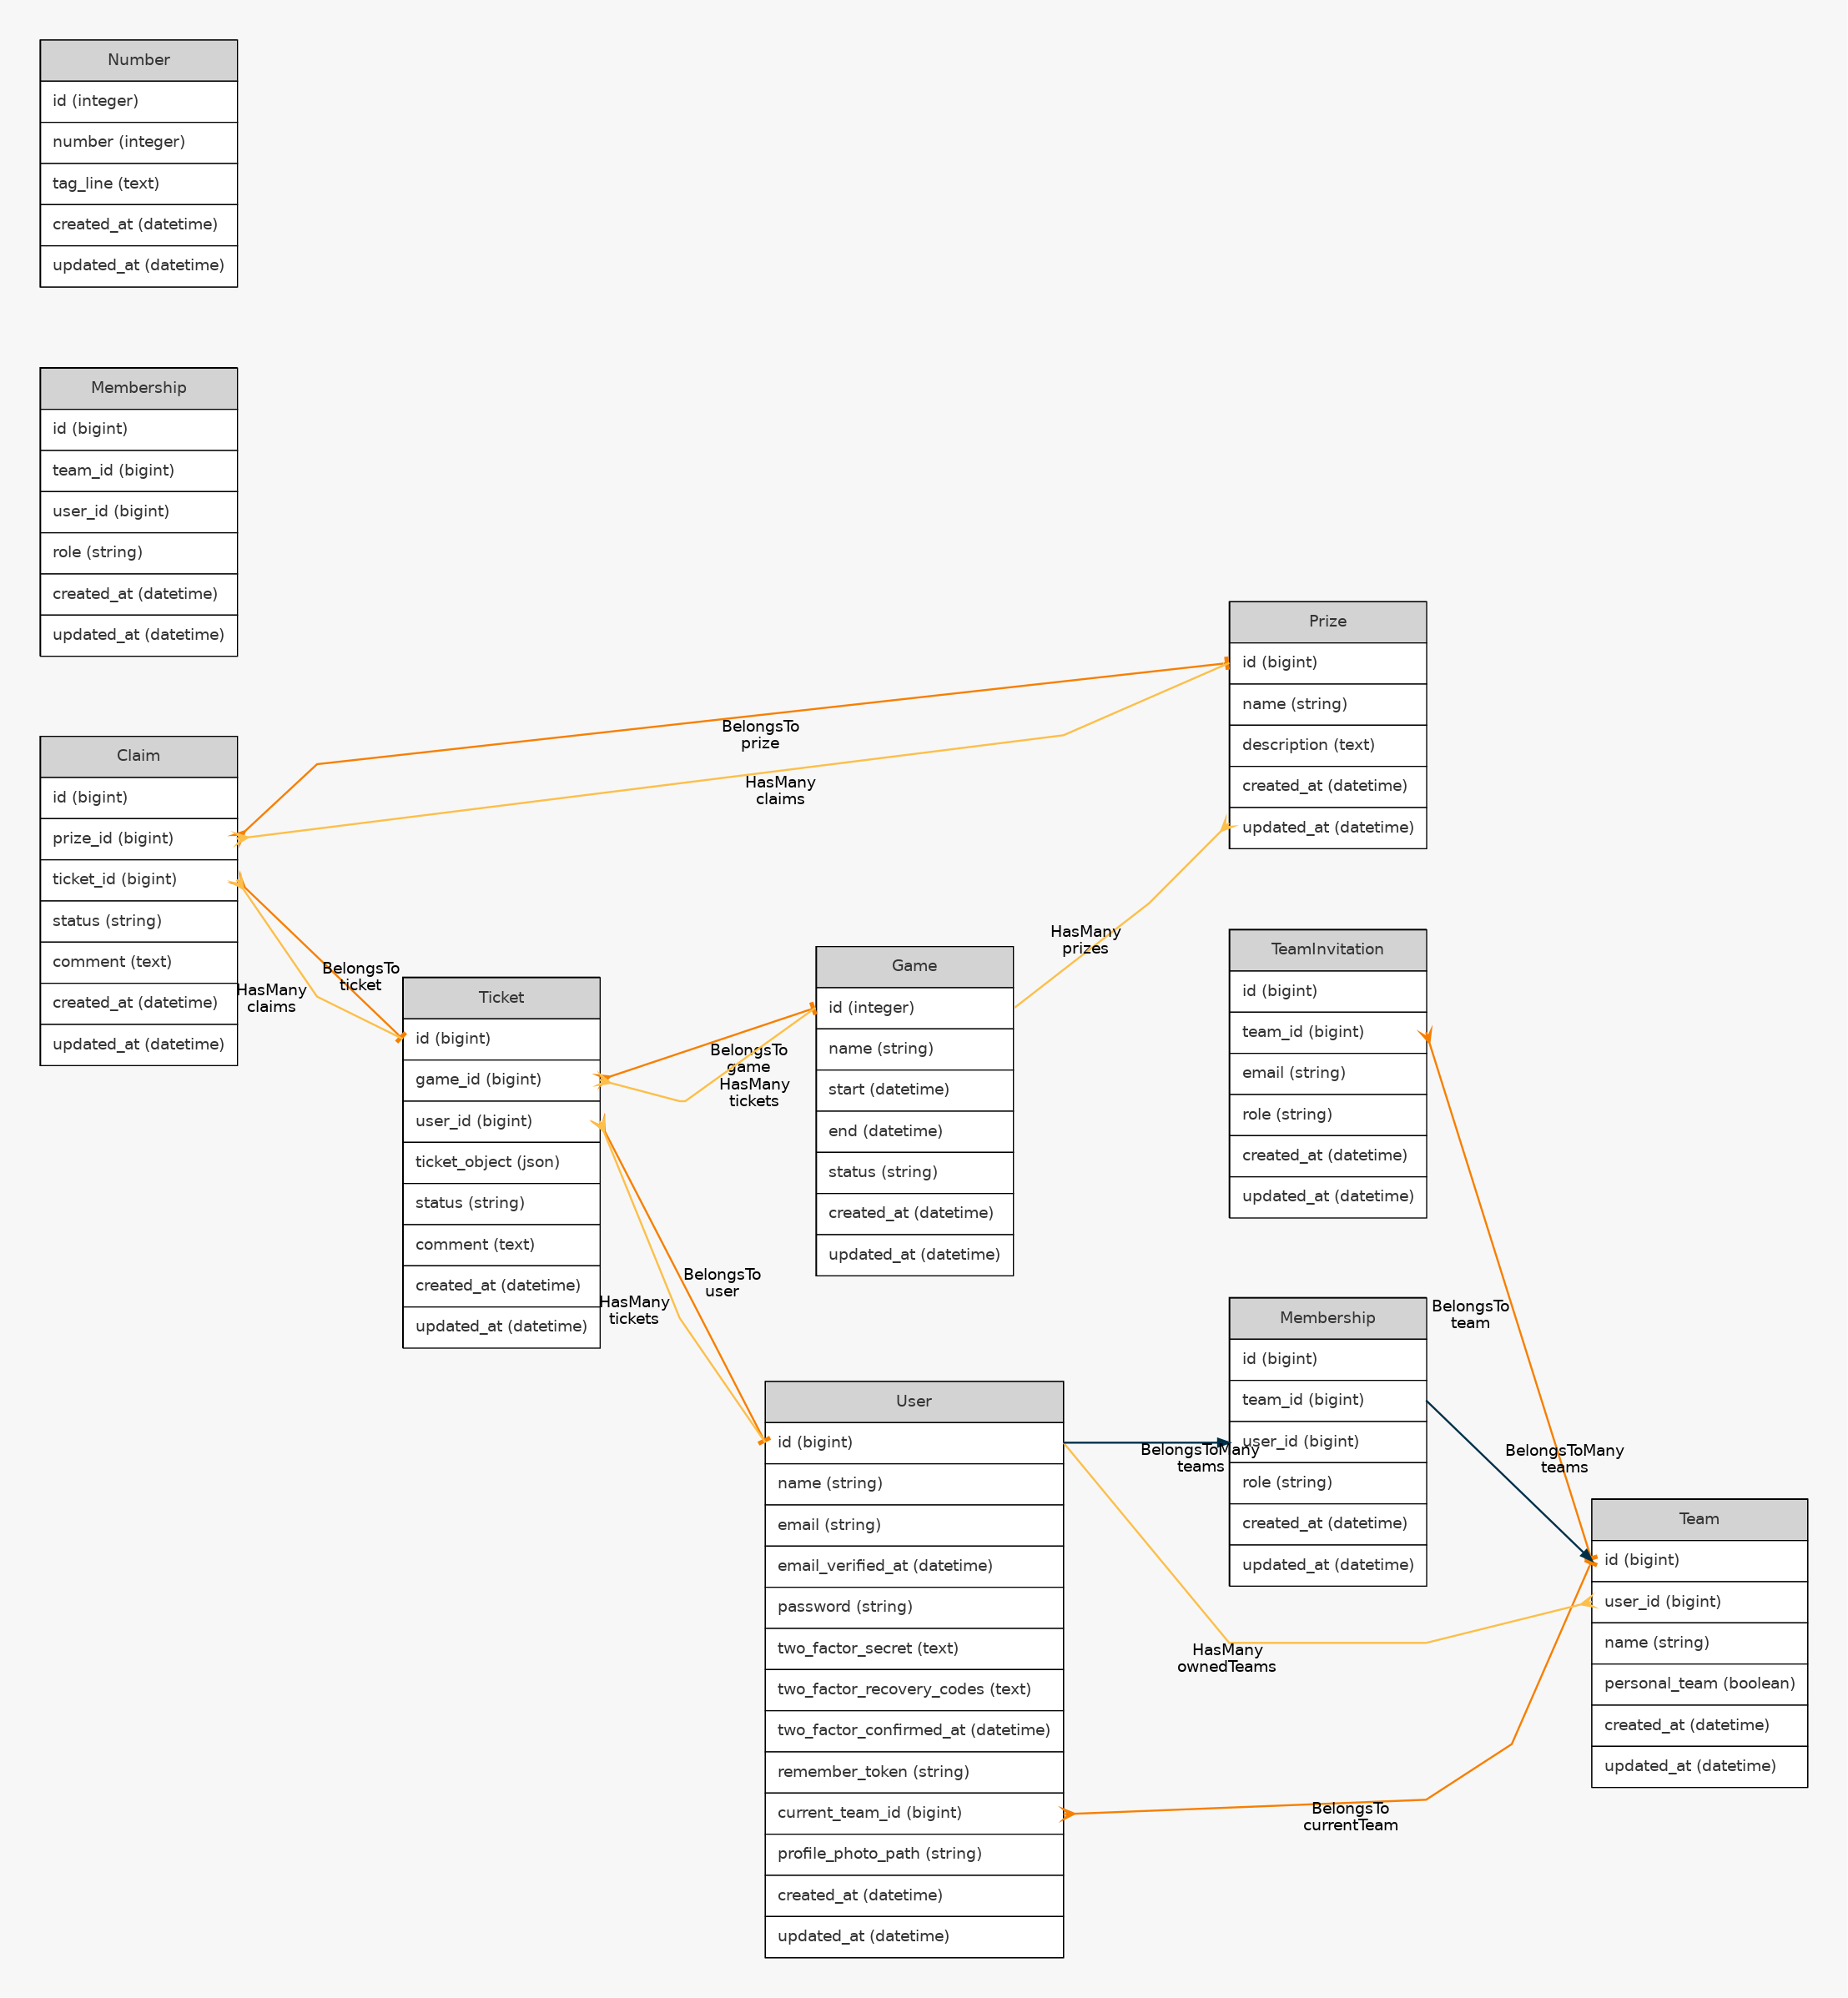 Number
id (integer)
number (integer)
tag_line (text)
created_at (datetime)
updated_at (datetime)
Membership
id (bigint)
team_id (bigint)
user_id (bigint)
role (string)
created_at (datetime)
updated_at (datetime)
Claim
id (bigint)
prize_id (bigint)
ticket_id (bigint)
status (string)
comment (text)
created_at (datetime)
updated_at (datetime)
BelongsTo
prize
HasMany
claims
BelongsTo
ticket
HasMany
claims
Ticket
id (bigint)
game_id (bigint)
user_id (bigint)
ticket_object (json)
status (string)
comment (text)
created_at (datetime)
updated_at (datetime)
BelongsTo
game
HasMany
tickets
BelongsTo
user
HasMany
tickets
Game
id (integer)
name (string)
start (datetime)
end (datetime)
status (string)
created_at (datetime)
updated_at (datetime)
HasMany
prizes
Prize
id (bigint)
name (string)
description (text)
created_at (datetime)
updated_at (datetime)
TeamInvitation
id (bigint)
team_id (bigint)
email (string)
role (string)
created_at (datetime)
updated_at (datetime)
BelongsTo
team
User
id (bigint)
name (string)
email (string)
email_verified_at (datetime)
password (string)
two_factor_secret (text)
two_factor_recovery_codes (text)
two_factor_confirmed_at (datetime)
remember_token (string)
current_team_id (bigint)
profile_photo_path (string)
created_at (datetime)
updated_at (datetime)
BelongsToMany
teams
HasMany
ownedTeams
BelongsTo
currentTeam
Membership
id (bigint)
team_id (bigint)
user_id (bigint)
role (string)
created_at (datetime)
updated_at (datetime)
BelongsToMany
teams
Team
id (bigint)
user_id (bigint)
name (string)
personal_team (boolean)
created_at (datetime)
updated_at (datetime)